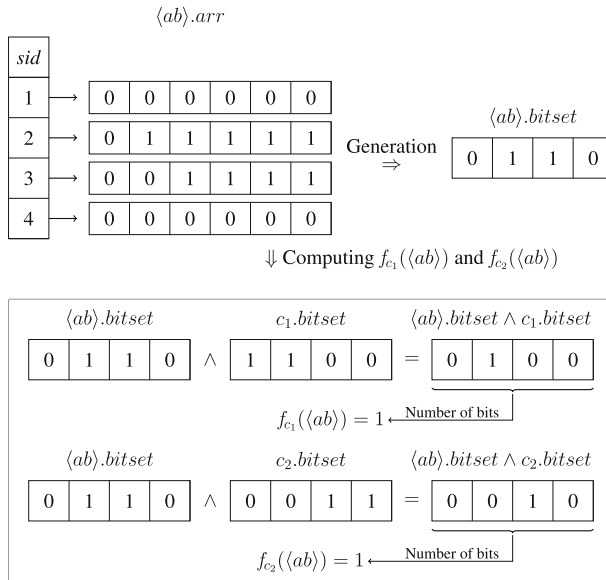 ⟨ab⟩.arr
sid
1 → 0 0 0 0 0 0
2 → 0 1 1 1 1 1
3 → 0 0 1 1 1 1
4 → 0 0 0 0 0 0
Generation
⇒
⟨ab⟩.bitset
0 1 1 0
⇓ Computing f_{c_1}(⟨ab⟩) and f_{c_2}(⟨ab⟩)
⟨ab⟩.bitset c_1.bitset ⟨ab⟩.bitset ∧ c_1.bitset
0 1 1 0 ∧ 1 1 0 0 = 0 1 0 0
f_{c_1}(⟨ab⟩) = 1 ← Number of bits
⟨ab⟩.bitset c_2.bitset ⟨ab⟩.bitset ∧ c_2.bitset
0 1 1 0 ∧ 0 0 1 1 = 0 0 1 0
f_{c_2}(⟨ab⟩) = 1 ← Number of bits